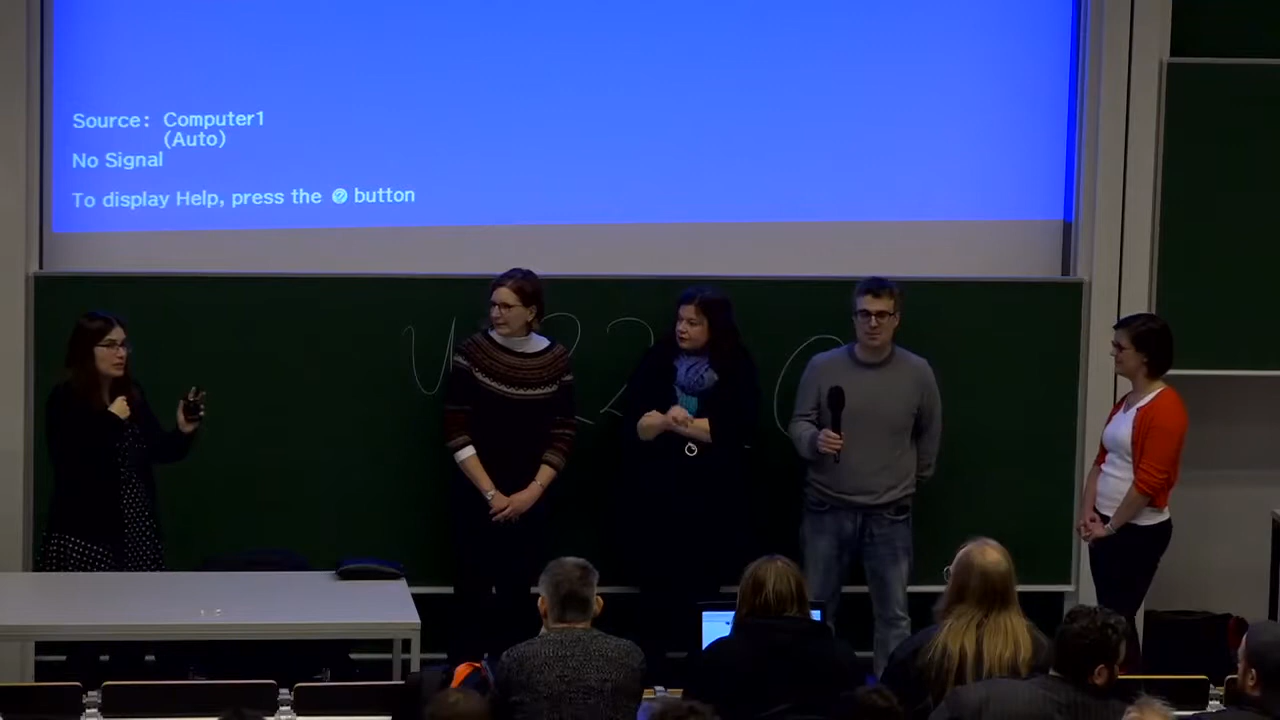 Source: Computer1
(Auto)
No Signal
To display Help, press the button